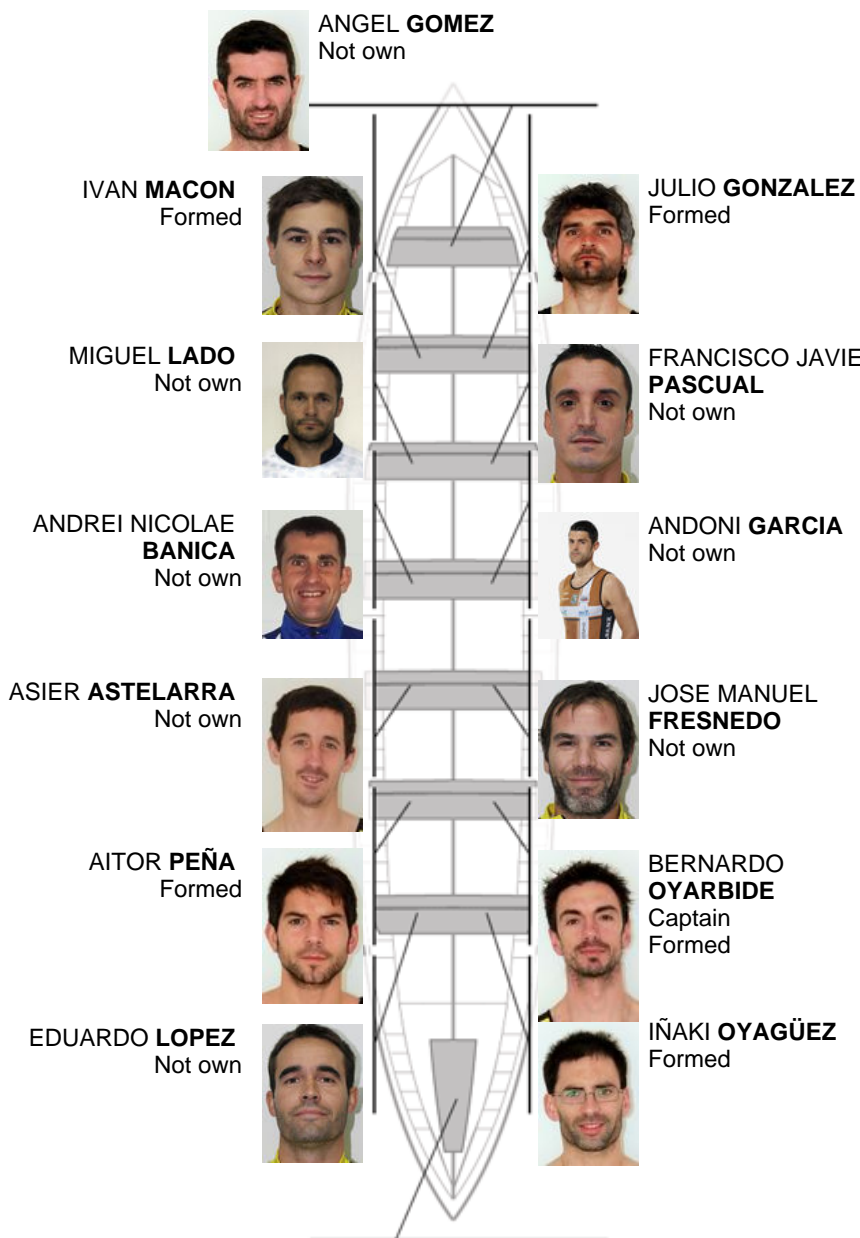 ANGEL GOMEZ
Not own
IVAN MACON
Formed
JULIO GONZALEZ
Formed
MIGUEL LADO
Not own
FRANCISCO JAVIE
PASCUAL
Not own
ANDREI NICOLAE
BANICA
Not own
ANDONI GARCIA
Not own
ASIER ASTELARRA
Not own
JOSE MANUEL
FRESNEDO
Not own
AITOR PEÑA
Formed
BERNARDO
OYARBIDE
Captain
Formed
EDUARDO LOPEZ
Not own
IÑAKI OYAGÜEZ
Formed